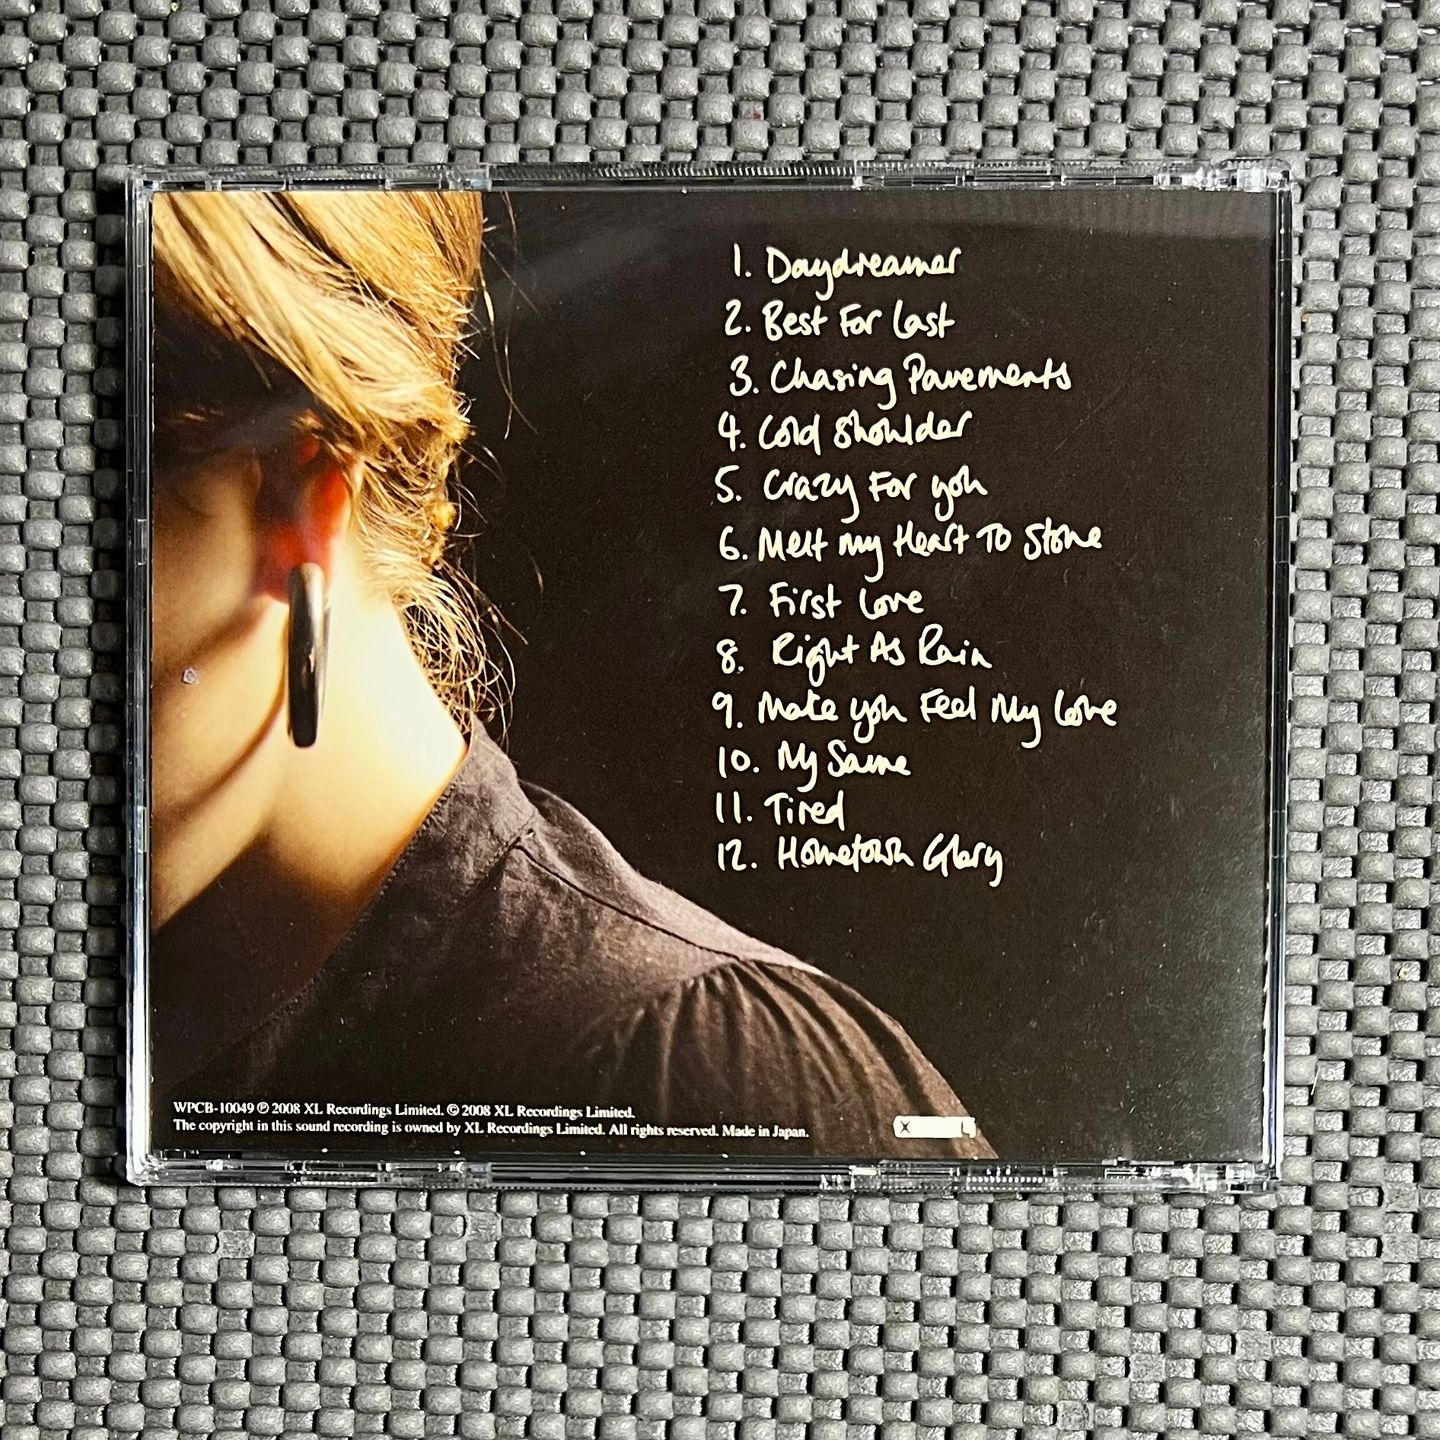 1. Daydreamer
2. Best For Last
3. Chasing Pavements
4. Cold Shoulder
5. Crazy For you
6. Melt my Heart To Stone
7. First Love
8. Right As Rain
9. Make you Feel My Love
10. My Same
11. Tired
12. Hometown Glory
WPCB-10049 ℗ 2008 XL Recordings Limited. © 2008 XL Recordings Limited.
The copyright in this sound recording is owned by XL Recordings Limited. All rights reserved. Made in Japan.
X L